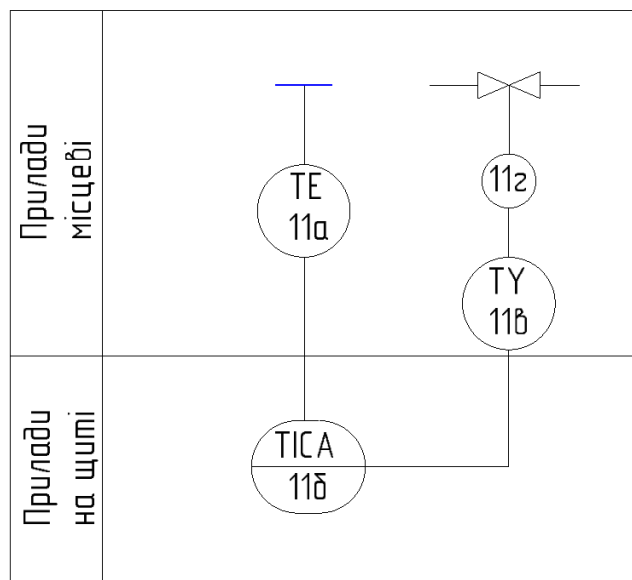 Прилади
місцеві
TE
11а
11г
TY
11в
Прилади
на щиті
TICA
11б